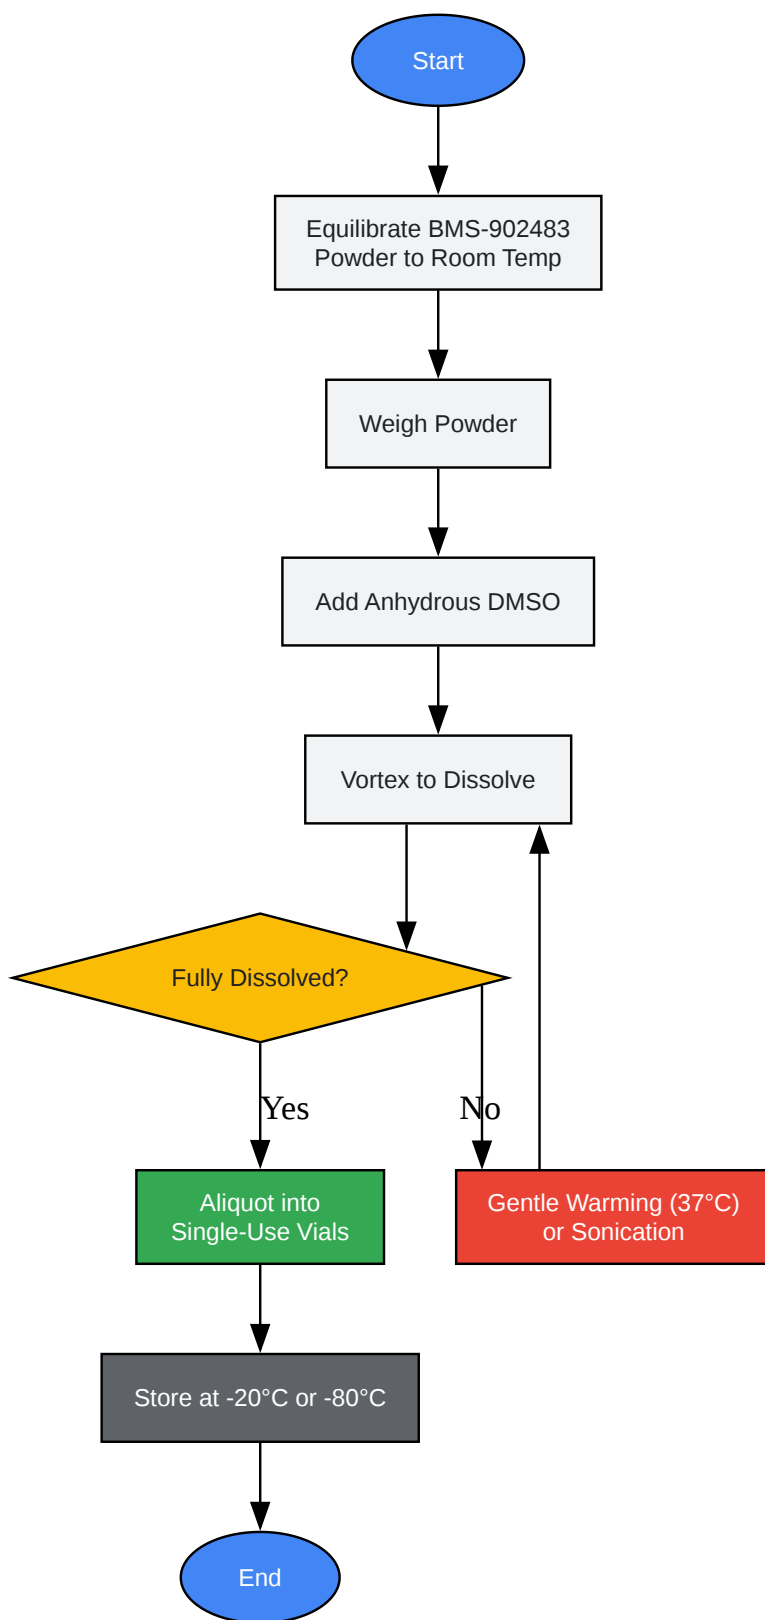 Start
Equilibrate BMS-902483
Powder to Room Temp
Weigh Powder
Add Anhydrous DMSO
Vortex to Dissolve
Fully Dissolved?
Yes
No
Aliquot into
Single-Use Vials
Gentle Warming (37°C)
or Sonication
Store at -20°C or -80°C
End